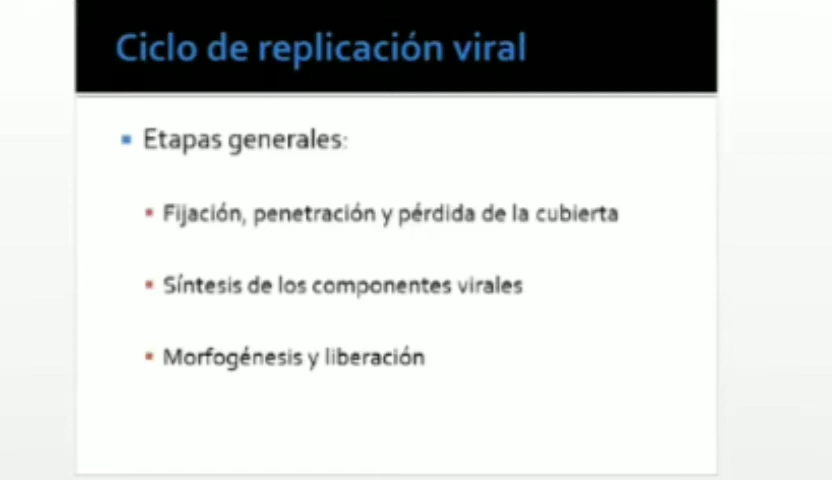 Ciclo de replicación viral
Etapas generales:
Fijación, penetración y pérdida de la cubierta
Síntesis de los componentes virales
Morfogénesis y liberación